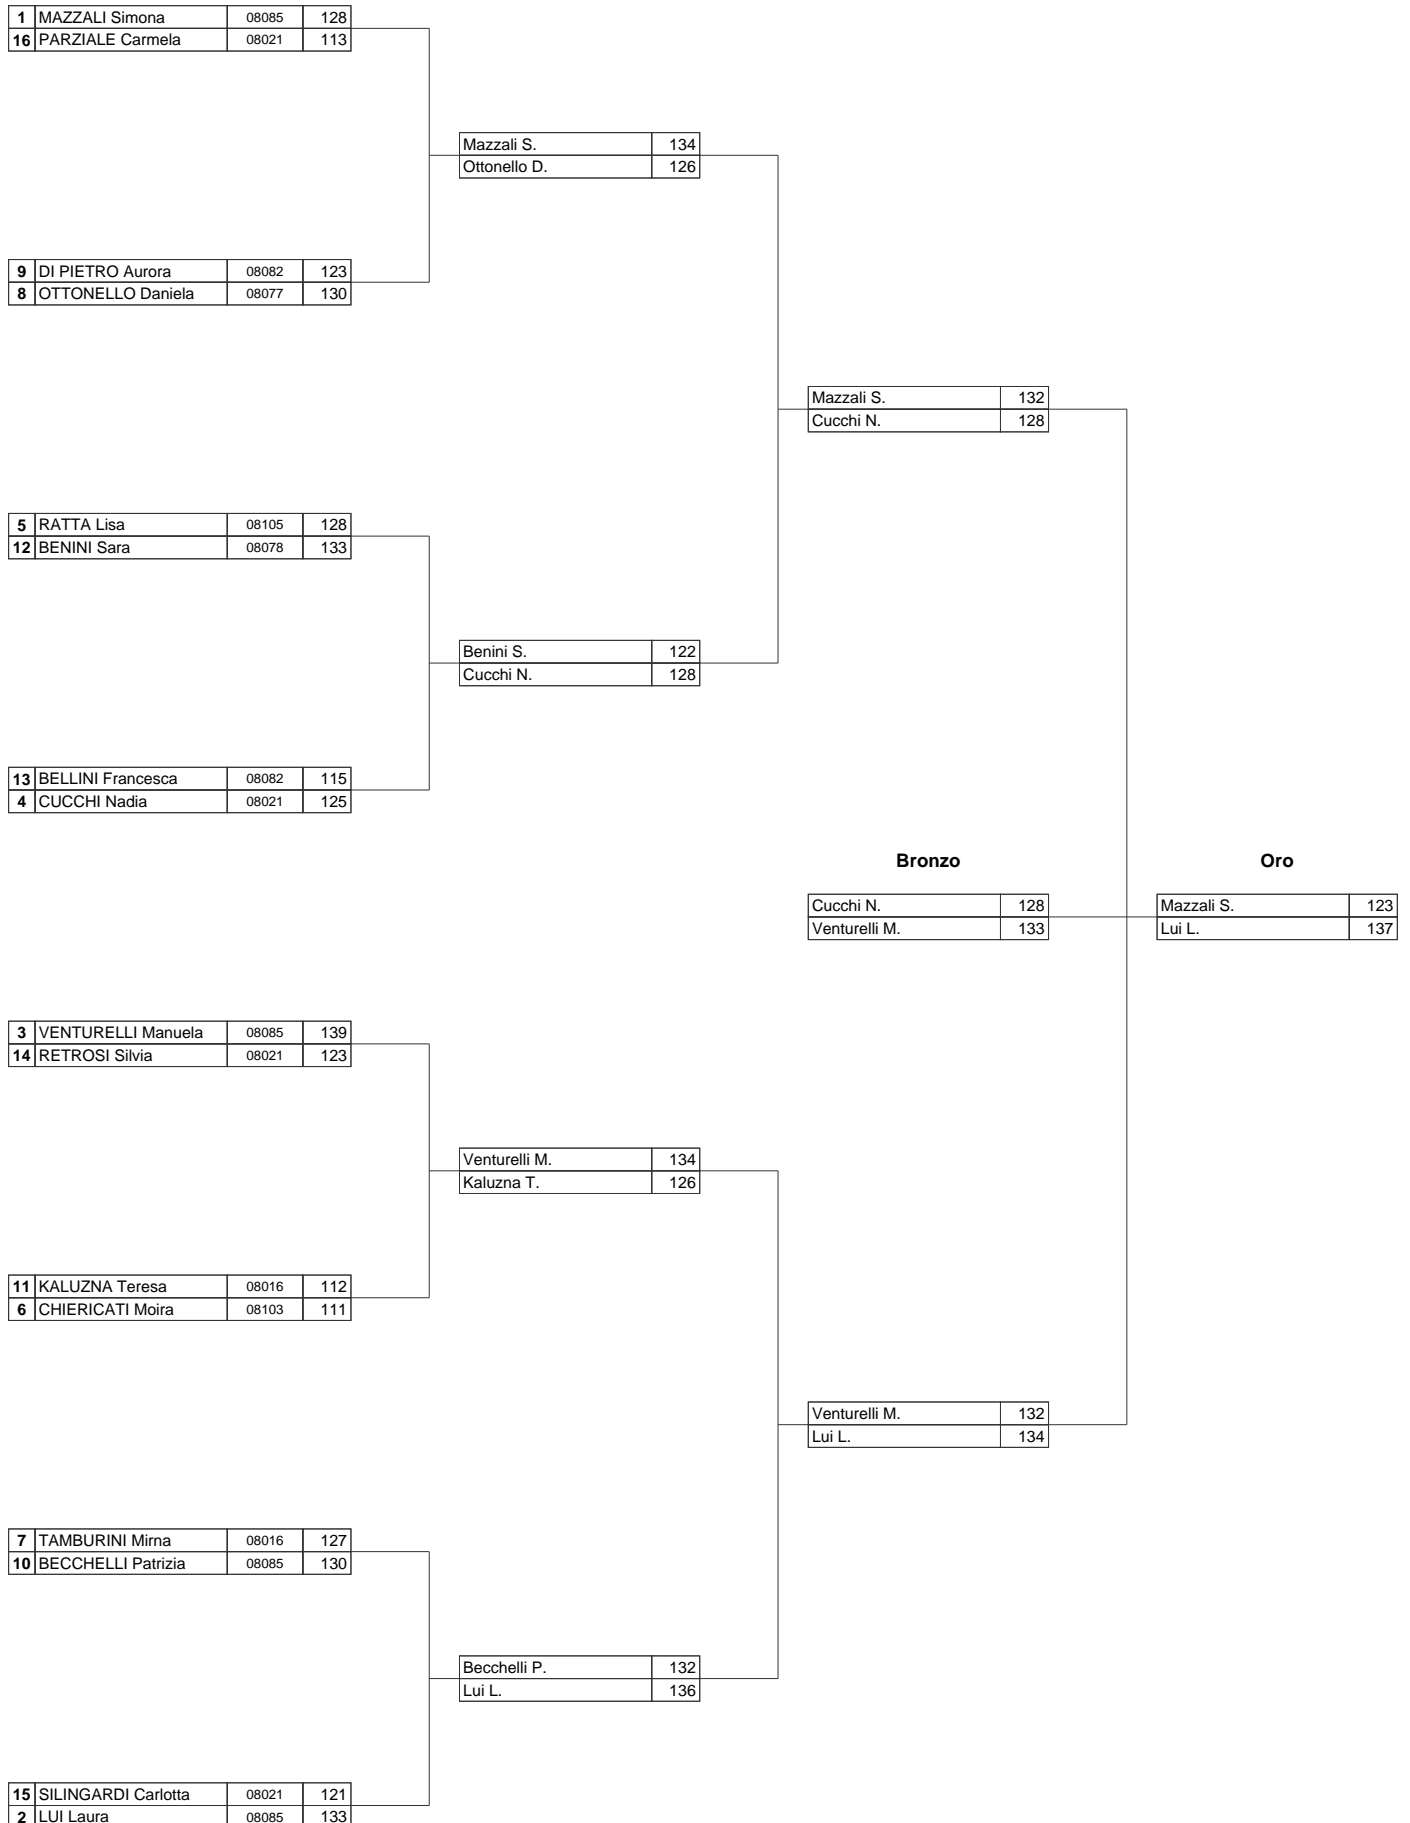 1 MAZZALI Simona 08085 128
16 PARZIALE Carmela 08021 113
Mazzali S. 134
Ottonello D. 126
9 DI PIETRO Aurora 08082 123
8 OTTONELLO Daniela 08077 130
Mazzali S. 132
Cucchi N. 128
5 RATTA Lisa 08105 128
12 BENINI Sara 08078 133
Benini S. 122
Cucchi N. 128
13 BELLINI Francesca 08082 115
4 CUCCHI Nadia 08021 125
Bronzo Oro
Cucchi N. 128 Mazzali S. 123
Venturelli M. 133 Lui L. 137
3 VENTURELLI Manuela 08085 139
14 RETROSI Silvia 08021 123
Venturelli M. 134
Kaluzna T. 126
11 KALUZNA Teresa 08016 112
6 CHIERICATI Moira 08103 111
Venturelli M. 132
Lui L. 134
7 TAMBURINI Mirna 08016 127
10 BECCHELLI Patrizia 08085 130
Becchelli P. 132
Lui L. 136
15 SILINGARDI Carlotta 08021 121
2 LUI Laura 08085 133